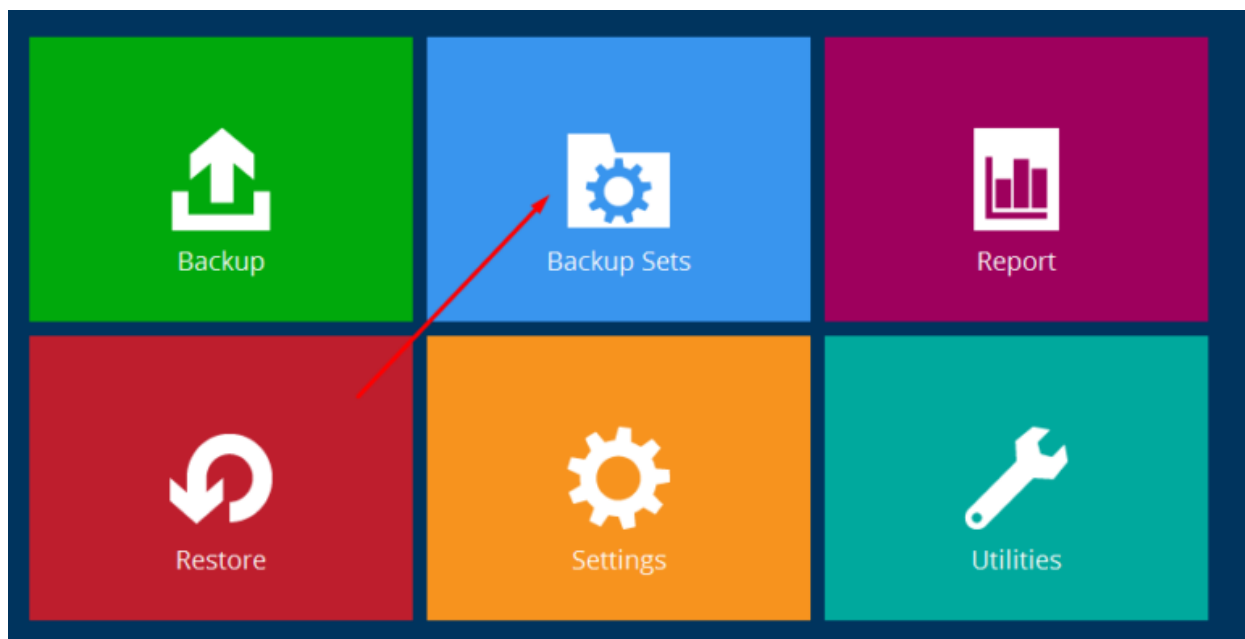 Backup
Backup Sets
Report
Restore
Settings
Utilities